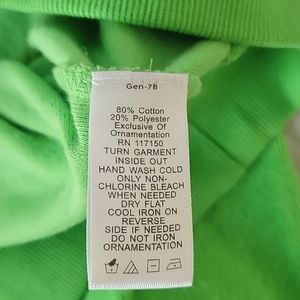 Gen-7B
80% Cotton
20% Polyester
Exclusive Of
Ornamentation
RN 117150
TURN GARMENT
INSIDE OUT
HAND WASH COLD
ONLY NON-
CHLORINE BLEACH
WHEN NEEDED
DRY FLAT
COOL IRON ON
REVERSE
SIDE IF NEEDED
DO NOT IRON
ORNAMENTATION